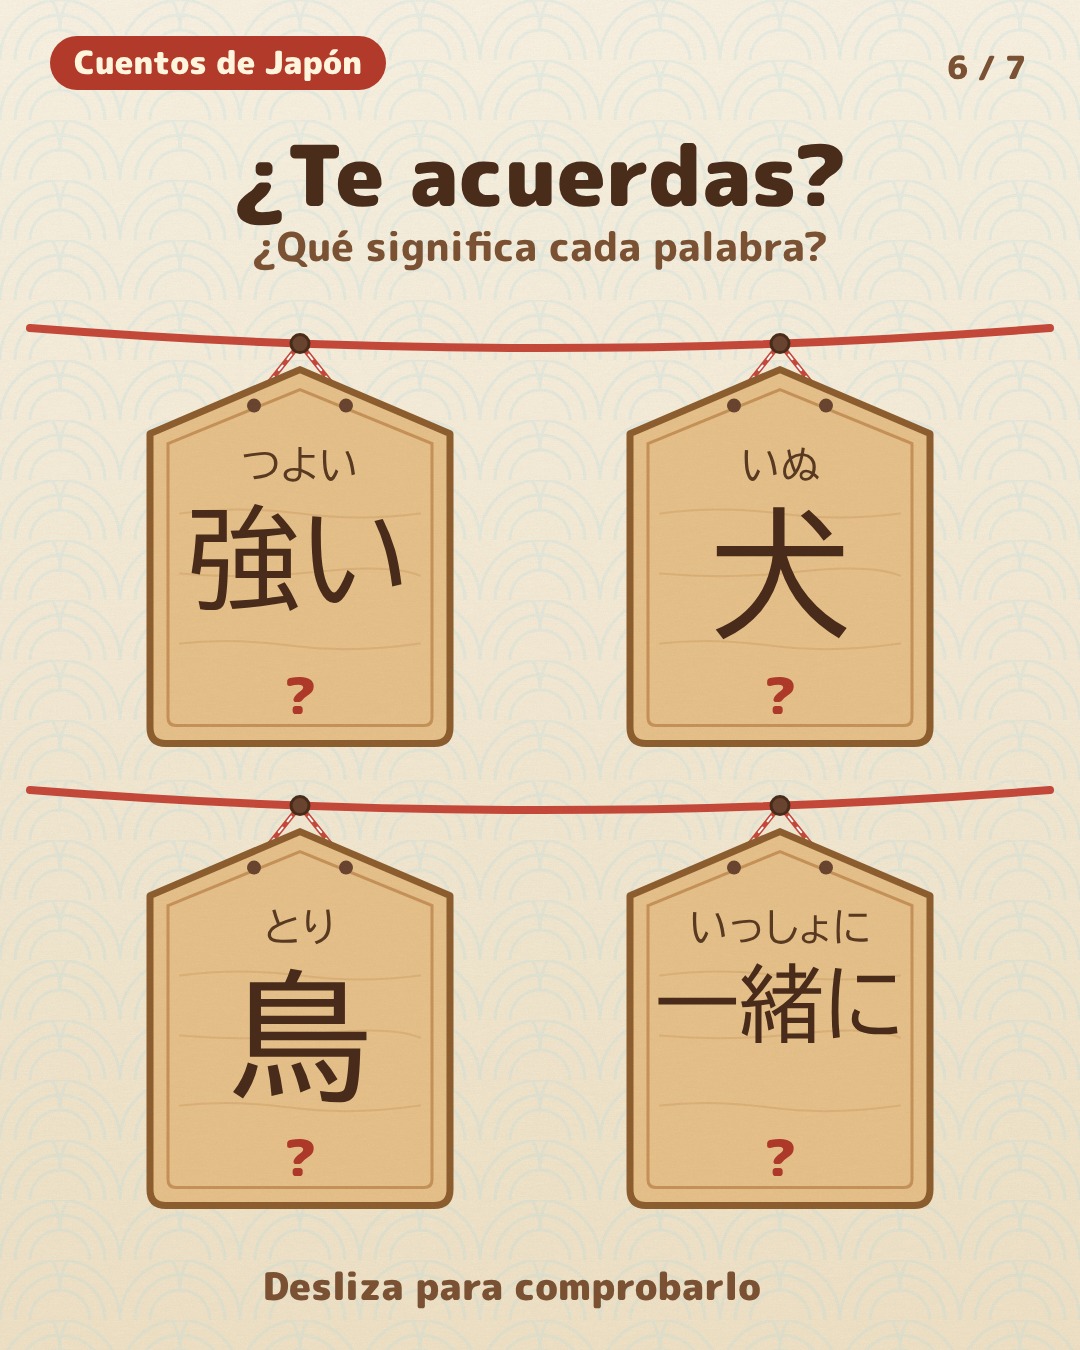 Cuentos de Japón
6 / 7
¿Te acuerdas?
¿Qué significa cada palabra?
つよい
強い
?
いぬ
犬
?
とり
鳥
?
いっしょに
一緒に
?
Desliza para comprobarlo